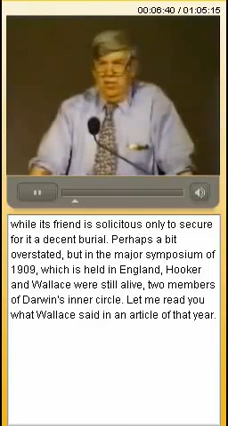 00:06:40 / 01:05:15
while its friend is solicitous only to secure
for it a decent burial. Perhaps a bit
overstated, but in the major symposium of
1909, which is held in England, Hooker
and Wallace were still alive, two members
of Darwin's inner circle. Let me read you
what Wallace said in an article of that year.